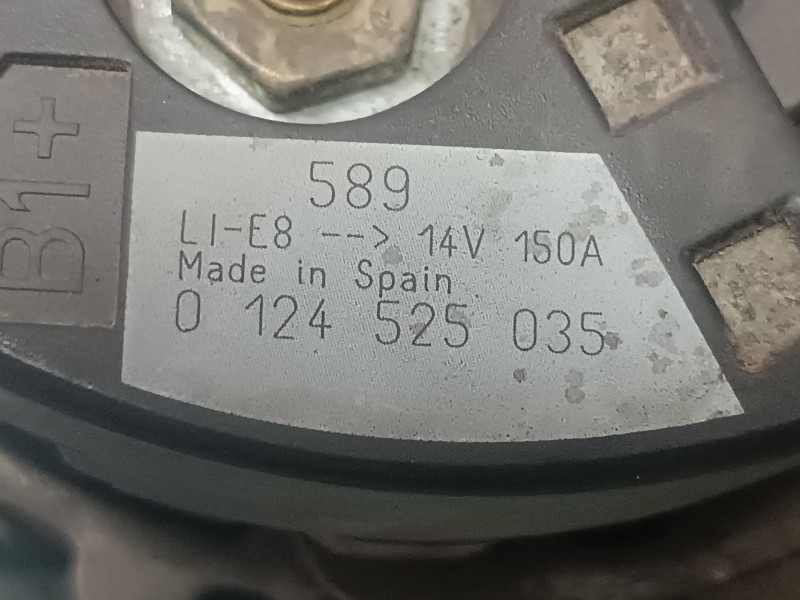 B1+
589
LI-E8 --> 14V 150A
Made in Spain
0 124 525 035